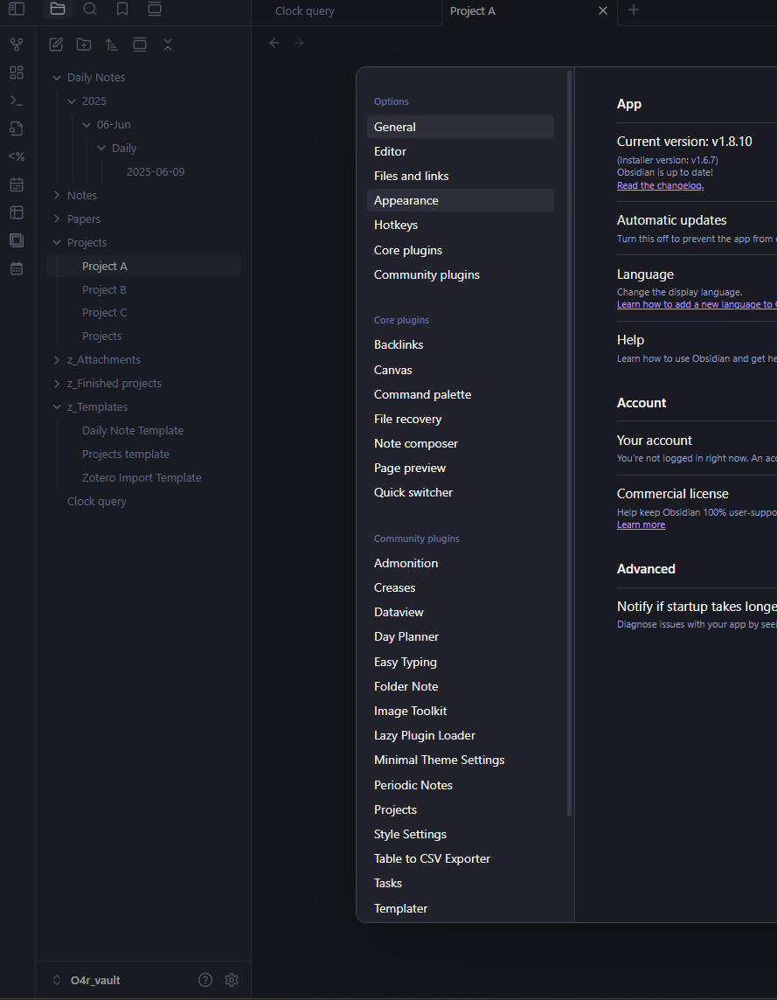 Clock query
Project A
Daily Notes
2025
06-Jun
Daily
2025-06-09
Notes
Papers
Projects
Project A
Project B
Project C
Projects
z_Attachments
z_Finished projects
z_Templates
Daily Note Template
Projects template
Zotero Import Template
Clock query
O4r_vault
Options
General
Editor
Files and links
Appearance
Hotkeys
Core plugins
Community plugins
Core plugins
Backlinks
Canvas
Command palette
File recovery
Note composer
Page preview
Quick switcher
Community plugins
Admonition
Creases
Dataview
Day Planner
Easy Typing
Folder Note
Image Toolkit
Lazy Plugin Loader
Minimal Theme Settings
Periodic Notes
Projects
Style Settings
Table to CSV Exporter
Tasks
Templater
App
Current version: v1.8.10
(Installer version: v1.6.7)
Obsidian is up to date!
Read the changelog.
Automatic updates
Turn this off to prevent the app from
Language
Change the display language.
Learn how to add a new language to
Help
Learn how to use Obsidian and get he
Account
Your account
You're not logged in right now. An acc
Commercial license
Help keep Obsidian 100% user-suppo
Learn more
Advanced
Notify if startup takes longe
Diagnose issues with your app by seei